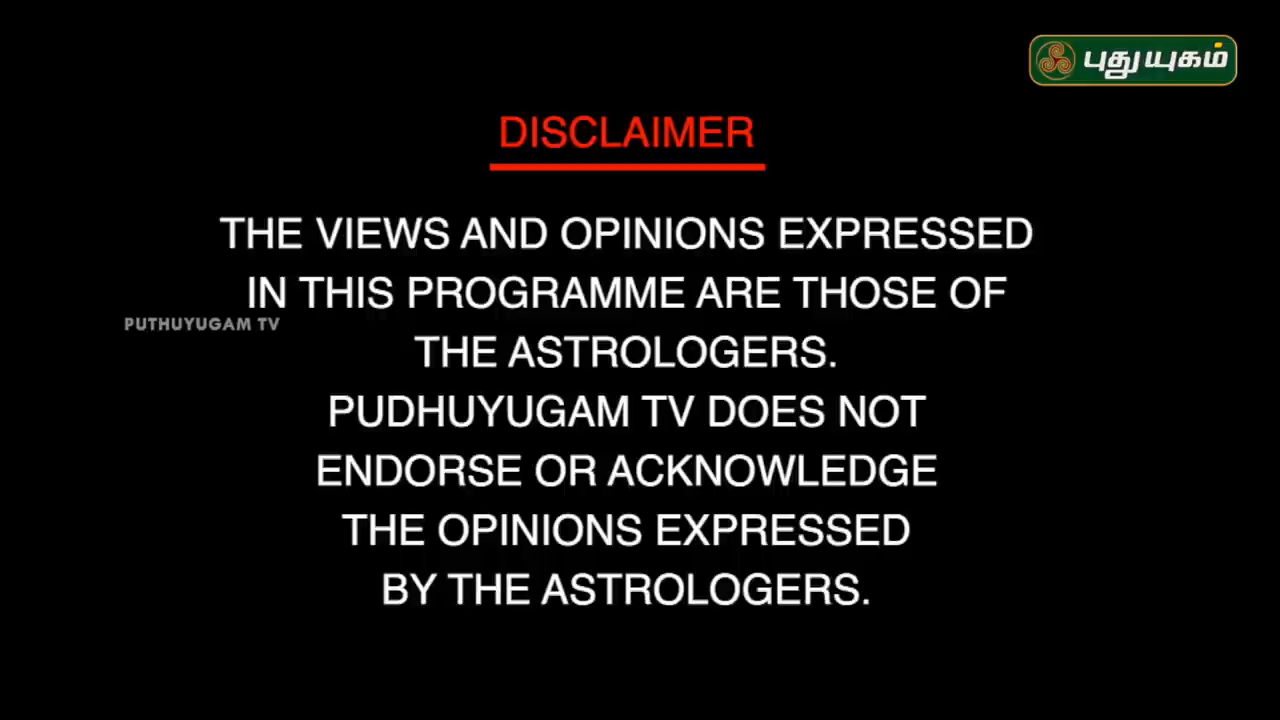 புதுயுகம்
DISCLAIMER
THE VIEWS AND OPINIONS EXPRESSED
IN THIS PROGRAMME ARE THOSE OF
PUTHUYUGAM TV
THE ASTROLOGERS.
PUDHUYUGAM TV DOES NOT
ENDORSE OR ACKNOWLEDGE
THE OPINIONS EXPRESSED
BY THE ASTROLOGERS.